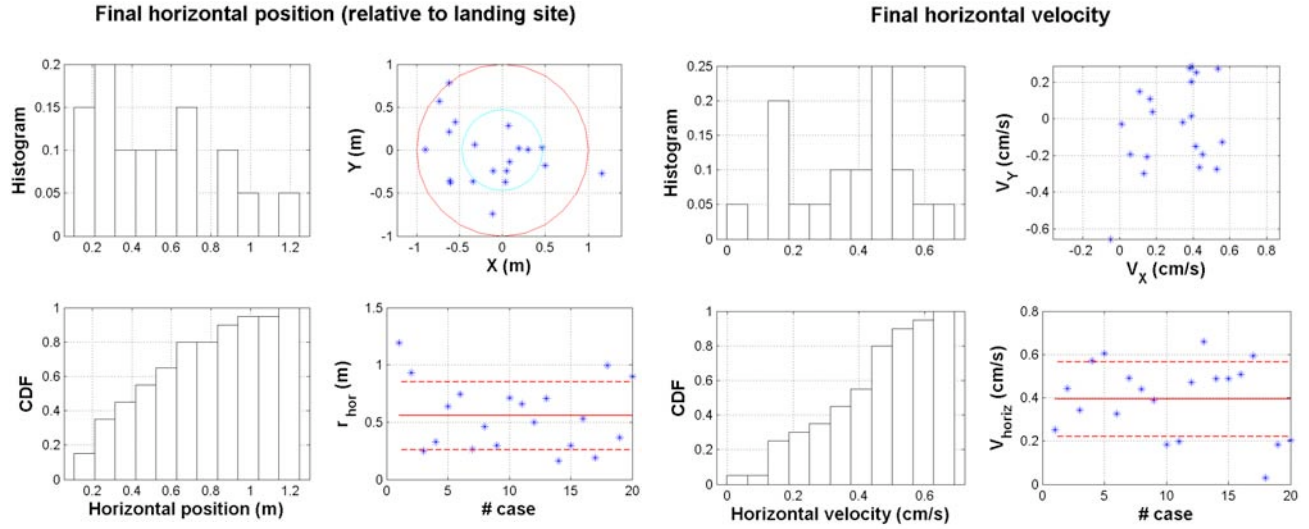 Final horizontal position (relative to landing site)
Final horizontal velocity
Histogram
0.2
0.15
0.1
0.05
0
0.2 0.4 0.6 0.8 1 1.2
Y (m)
1
0.5
0
-0.5
-1
-1 -0.5 0 0.5 1
X (m)
Histogram
0.25
0.2
0.15
0.1
0.05
0
0 0.2 0.4 0.6
V_Y (cm/s)
0.2
0
-0.2
-0.4
-0.6
-0.2 0 0.2 0.4 0.6 0.8
V_X (cm/s)
CDF
1
0.8
0.6
0.4
0.2
0
0.2 0.4 0.6 0.8 1 1.2
Horizontal position (m)
r_hor (m)
1.5
1
0.5
0
0 5 10 15 20
# case
CDF
1
0.8
0.6
0.4
0.2
0
0 0.2 0.4 0.6
Horizontal velocity (cm/s)
V_horiz (cm/s)
0.8
0.6
0.4
0.2
0
0 5 10 15 20
# case